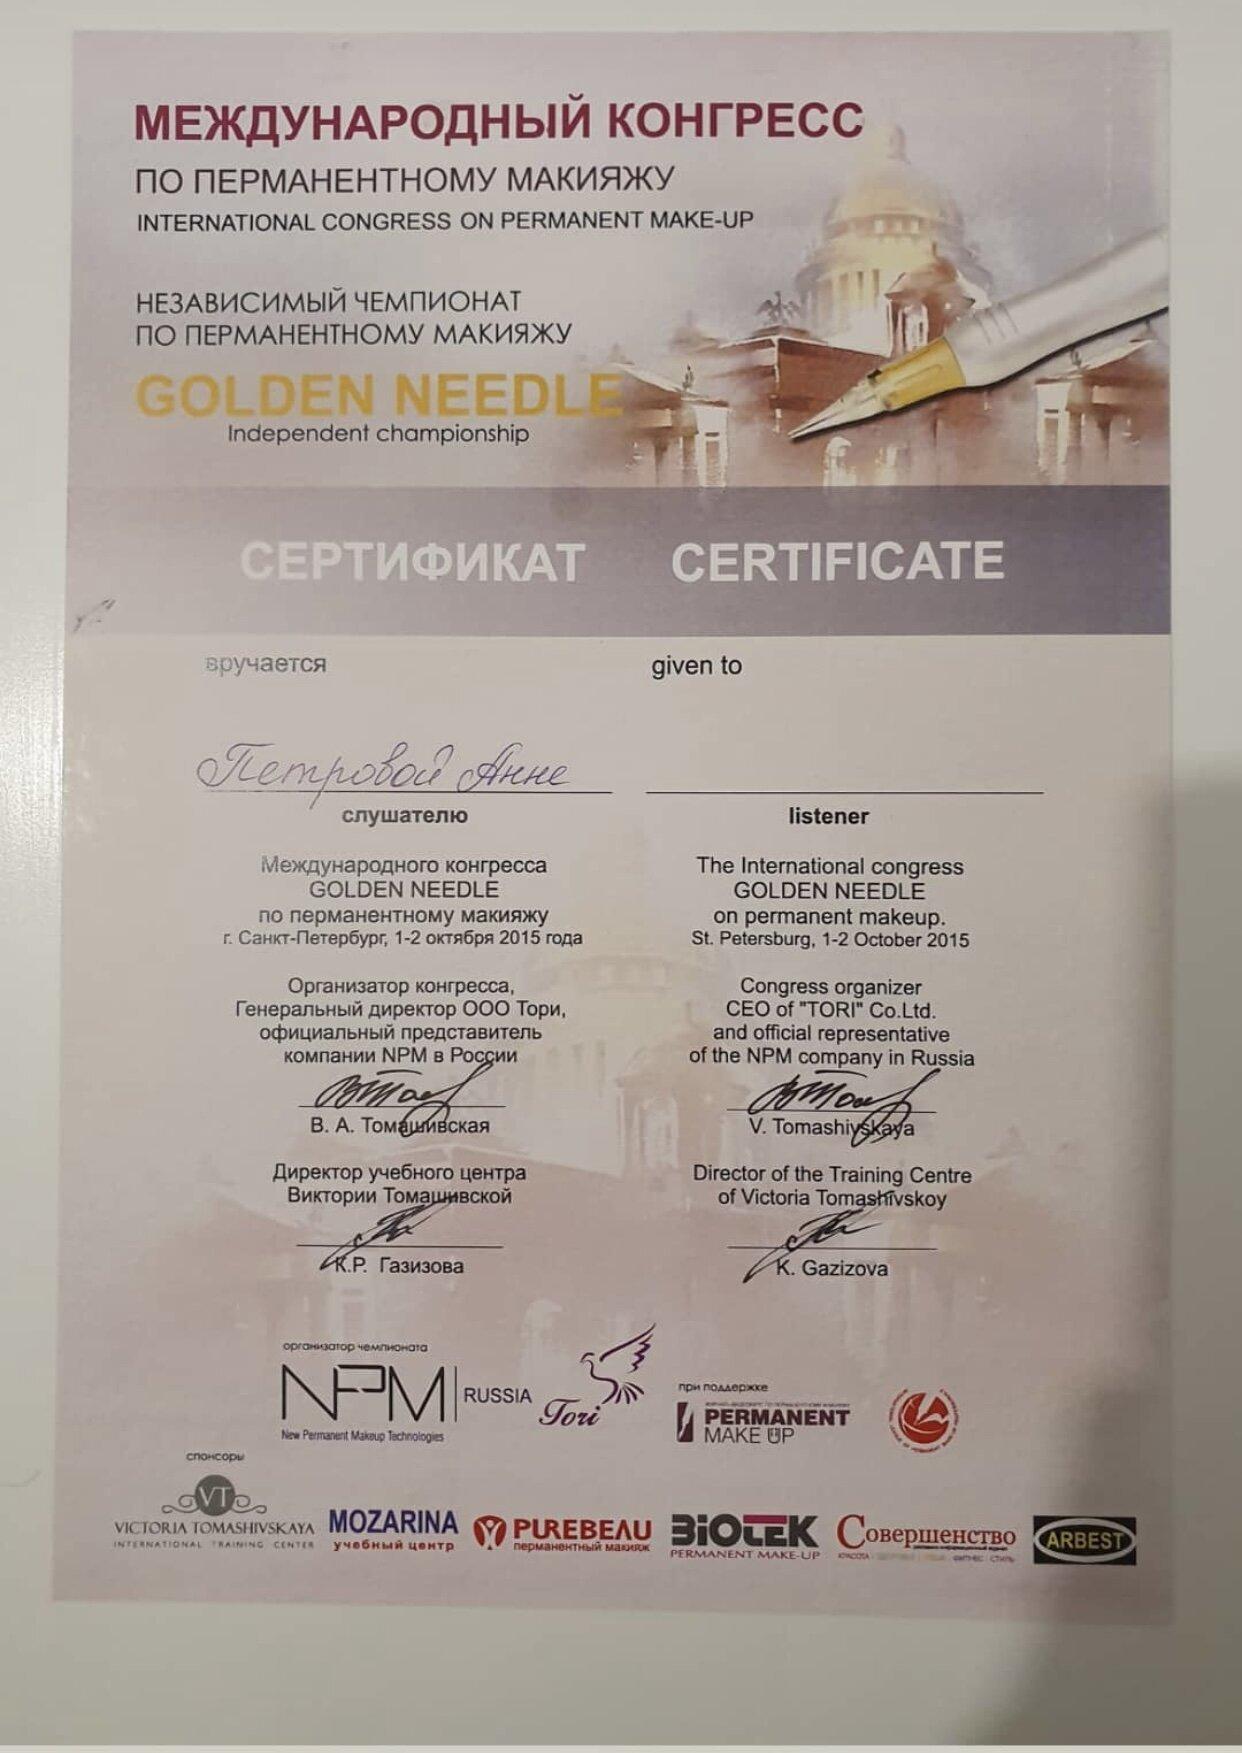 МЕЖДУНАРОДНЫЙ КОНГРЕСС
ПО ПЕРМАНЕНТНОМУ МАКИЯЖУ
INTERNATIONAL CONGRESS ON PERMANENT MAKE-UP
НЕЗАВИСИМЫЙ ЧЕМПИОНАТ
ПО ПЕРМАНЕНТНОМУ МАКИЯЖУ
GOLDEN NEEDLE
Independent championship
СЕРТИФИКАТ CERTIFICATE
вручается
Петровой Анне
слушателю
Международного конгресса
GOLDEN NEEDLE
по перманентному макияжу
г. Санкт-Петербург, 1-2 октября 2015 года
Организатор конгресса,
Генеральный директор ООО Тори,
официальный представитель
компании NPM в России
В. А. Томашивская
Директор учебного центра
Виктории Томашивской
К.Р. Газизова
given to
listener
The International congress
GOLDEN NEEDLE
on permanent makeup.
St. Petersburg, 1-2 October 2015
Congress organizer
CEO of "TORI" Co.Ltd.
and official representative
of the NPM company in Russia
V. Tomashivskaya
Director of the Training Centre
of Victoria Tomashivskoy
K. Gazizova
организатор чемпионата
NPM RUSSIA
New Permanent Makeup Technologies
Tori
при поддержке
PERMANENT
MAKE UP
спонсоры
VT
VICTORIA TOMASHIVSKAYA
INTERNATIONAL TRAINING CENTER
MOZARINA
учебный центр
PUREBEAU
перманентный макияж
BIOTEK
PERMANENT MAKE-UP
Совершенство
ARBEST